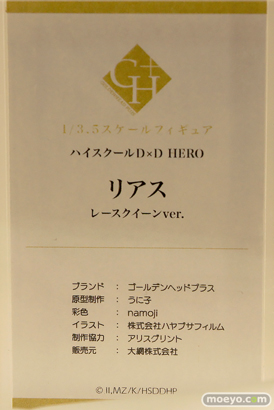 G+H
1/3.5スケールフィギュア
ハイスクールD×D HERO
リアス
レースクイーンver.
ブランド : ゴールデンヘッドプラス
原型制作 : うに子
彩色 : namoji
イラスト : 株式会社ハヤブサフィルム
制作協力 : アリスグリント
販売元 : 大網株式会社
© II,MZ/K/HSDDHP
moeyo.com